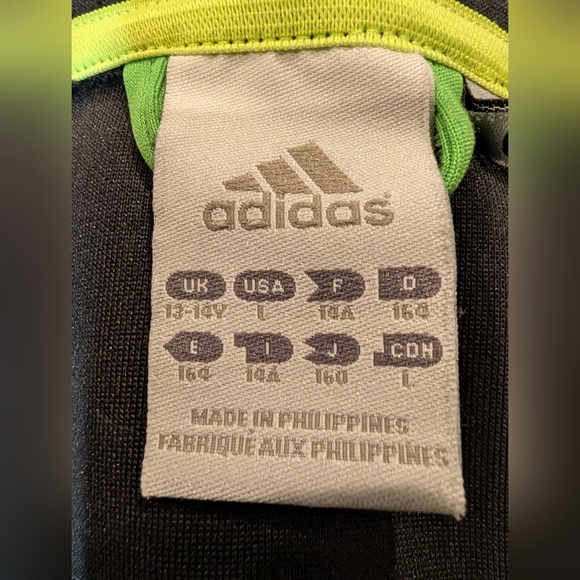 adidas
UK USA F D
13-14Y L 14A 164
E I J CDN
164 14A 160 L
MADE IN PHILIPPINES
FABRIQUE AUX PHILIPPINES